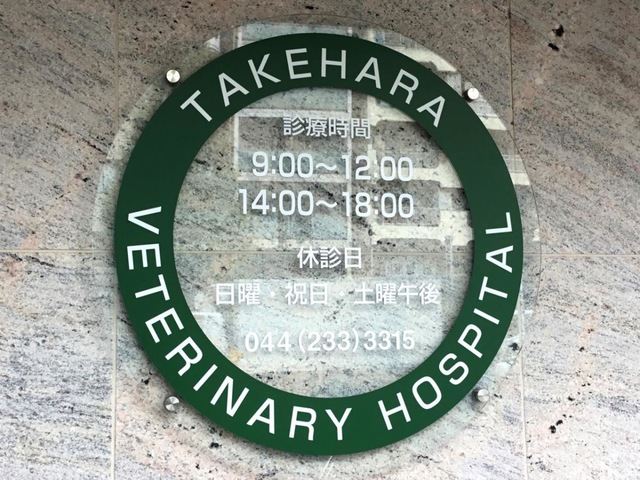 TAKEHARA
診療時間
9:00～12:00
14:00～18:00
休診日
日曜・祝日・土曜午後
044(233)3315
VETERINARY HOSPITAL